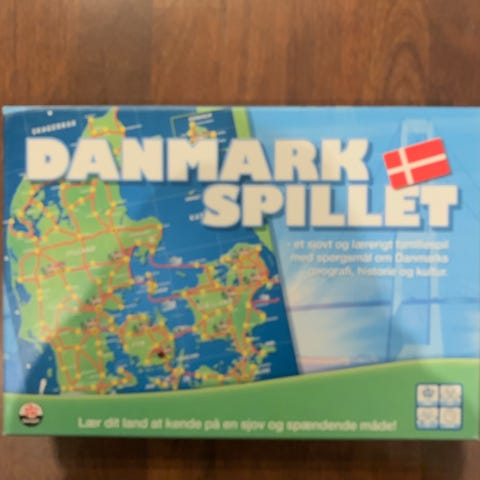 SKAGERRAK
DANMARK
SPILLET
- et sjovt og lærerigt familiespil
med spørgsmål om Danmarks
geografi, historie og kultur.
Lær dit land at kende på en sjov og spændende måde!